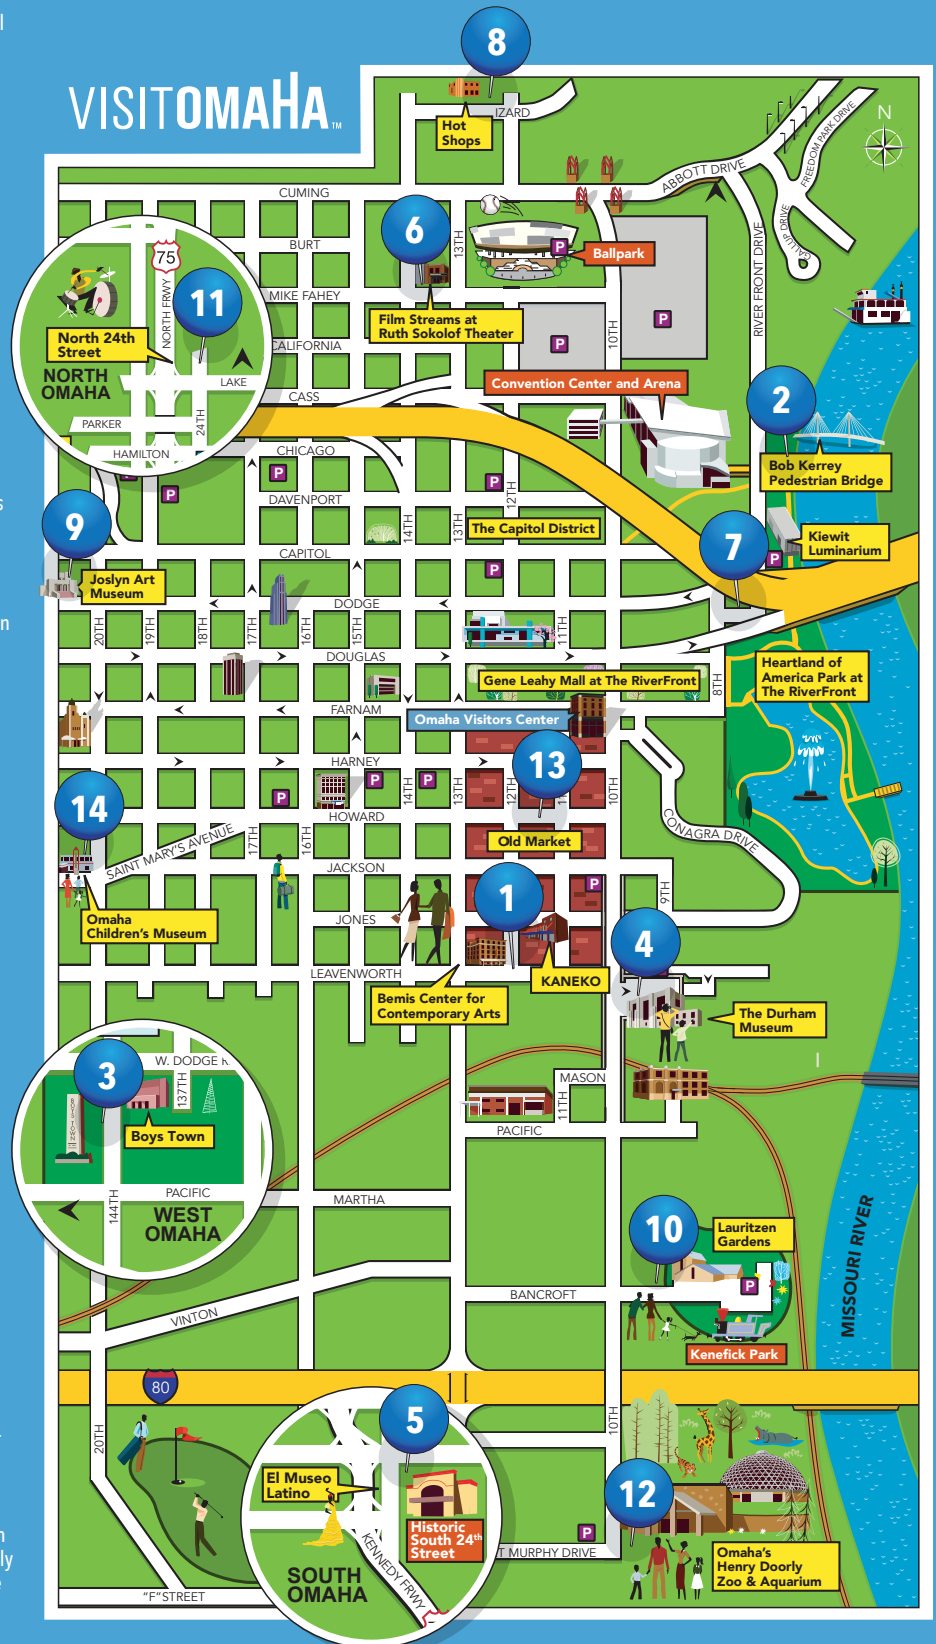 8
VISITOMAHA™
IZARD
Hot
Shops
N
FREEDOM PARK DRIVE
ABBOTT DRIVE
CUMING
GALLUP DRIVE
6
BURT
13TH
P
Ballpark
75
RIVER FRONT DRIVE
NORTH FRWY
11
MIKE FAHEY
Film Streams at
Ruth Sokolof Theater
P
P
10TH
North 24th
Street
CALIFORNIA
NORTH
OMAHA
LAKE
Convention Center and Arena
CASS
2
PARKER
24TH
HAMILTON
CHICAGO
Bob Kerrey
Pedestrian Bridge
P
P
P
DAVENPORT
12TH
9
14TH
13TH
The Capitol District
7
Kiewit
Luminarium
P
CAPITOL
P
Joslyn Art
Museum
DODGE
20TH
19TH
18TH
17TH
16TH
15TH
11TH
DOUGLAS
Gene Leahy Mall at The RiverFront
8TH
Heartland of
America Park at
The RiverFront
FARNAM
Omaha Visitors Center
HARNEY
13
P
P
P
14TH
13TH
12TH
10TH
14
HOWARD
CONAGRA DRIVE
SAINT MARY'S AVENUE
17TH
16TH
Old Market
JACKSON
1
P
9TH
Omaha
Children's Museum
JONES
4
LEAVENWORTH
KANEKO
Bemis Center for
Contemporary Arts
The Durham
Museum
3
W. DODGE R
137TH
BOYS TOWN
Boys Town
MASON
11TH
PACIFIC
PACIFIC
144TH
WEST
OMAHA
MARTHA
10
Lauritzen
Gardens
MISSOURI RIVER
P
BANCROFT
VINTON
Kenefick Park
80
5
10TH
20TH
El Museo
Latino
Historic
South 24th
Street
12
P
T MURPHY DRIVE
KENNEDY FRWY
SOUTH
OMAHA
Omaha's
Henry Doorly
Zoo & Aquarium
"F" STREET